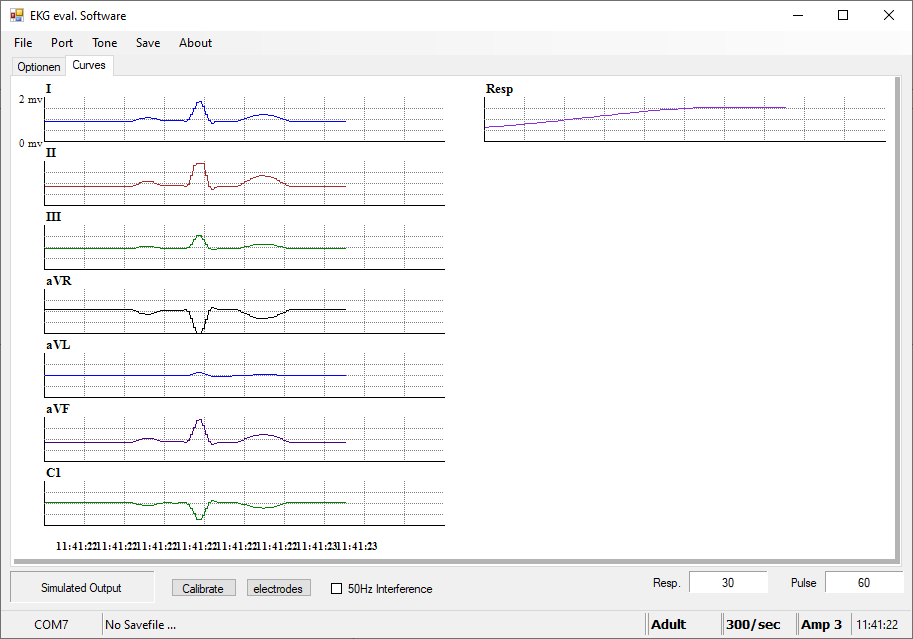 EKG eval. Software
File Port Tone Save About
Optionen Curves
I
2 mv
0 mv
II
III
aVR
aVL
aVF
C1
11:41:22 11:41:22 11:41:22 11:41:22 11:41:22 11:41:22 11:41:23 11:41:23
Resp
Simulated Output Calibrate electrodes 50Hz Interference Resp. 30 Pulse 60
COM7 No Savefile ... Adult 300/sec Amp 3 11:41:22